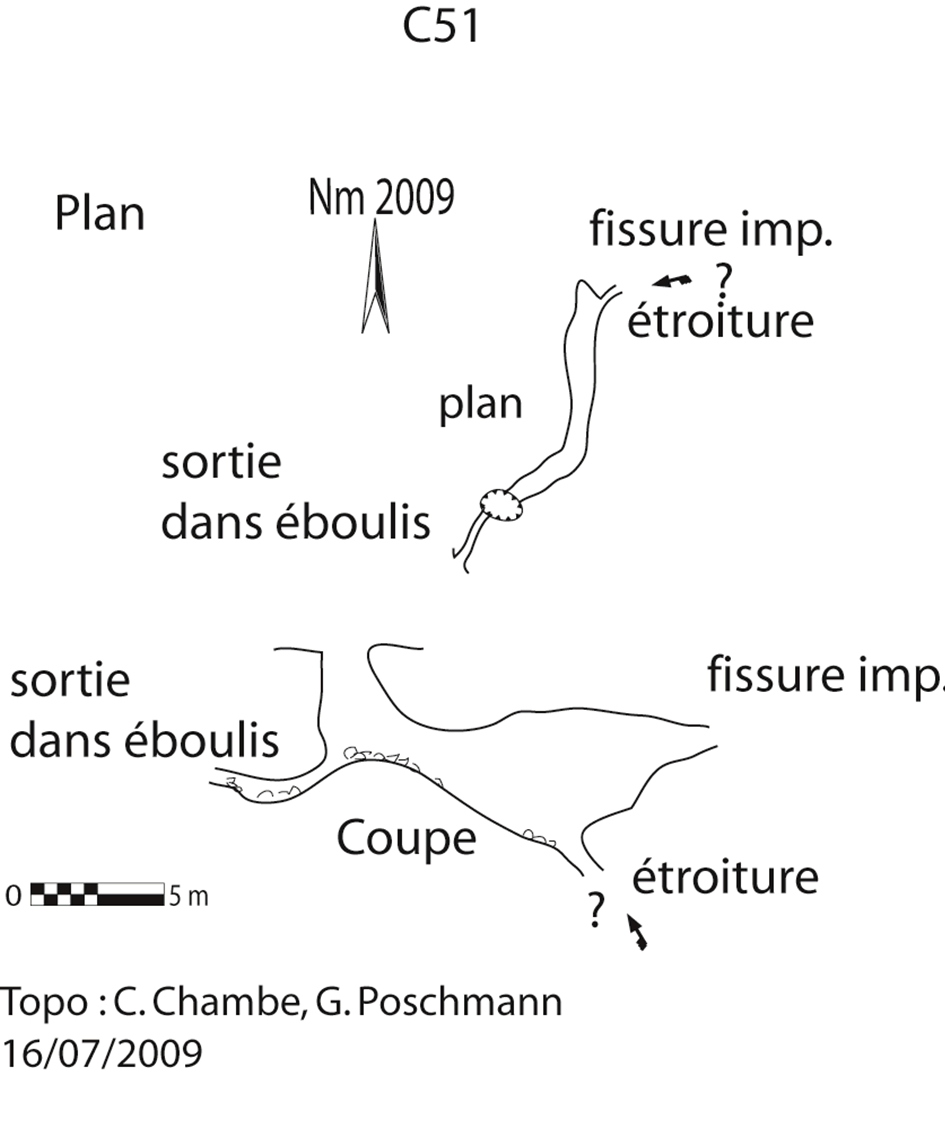 C51
Plan
Nm 2009
fissure imp.
?
étroiture
plan
sortie
dans éboulis
sortie
dans éboulis
fissure imp.
Coupe
étroiture
?
0 5 m
Topo : C. Chambe, G. Poschmann
16/07/2009